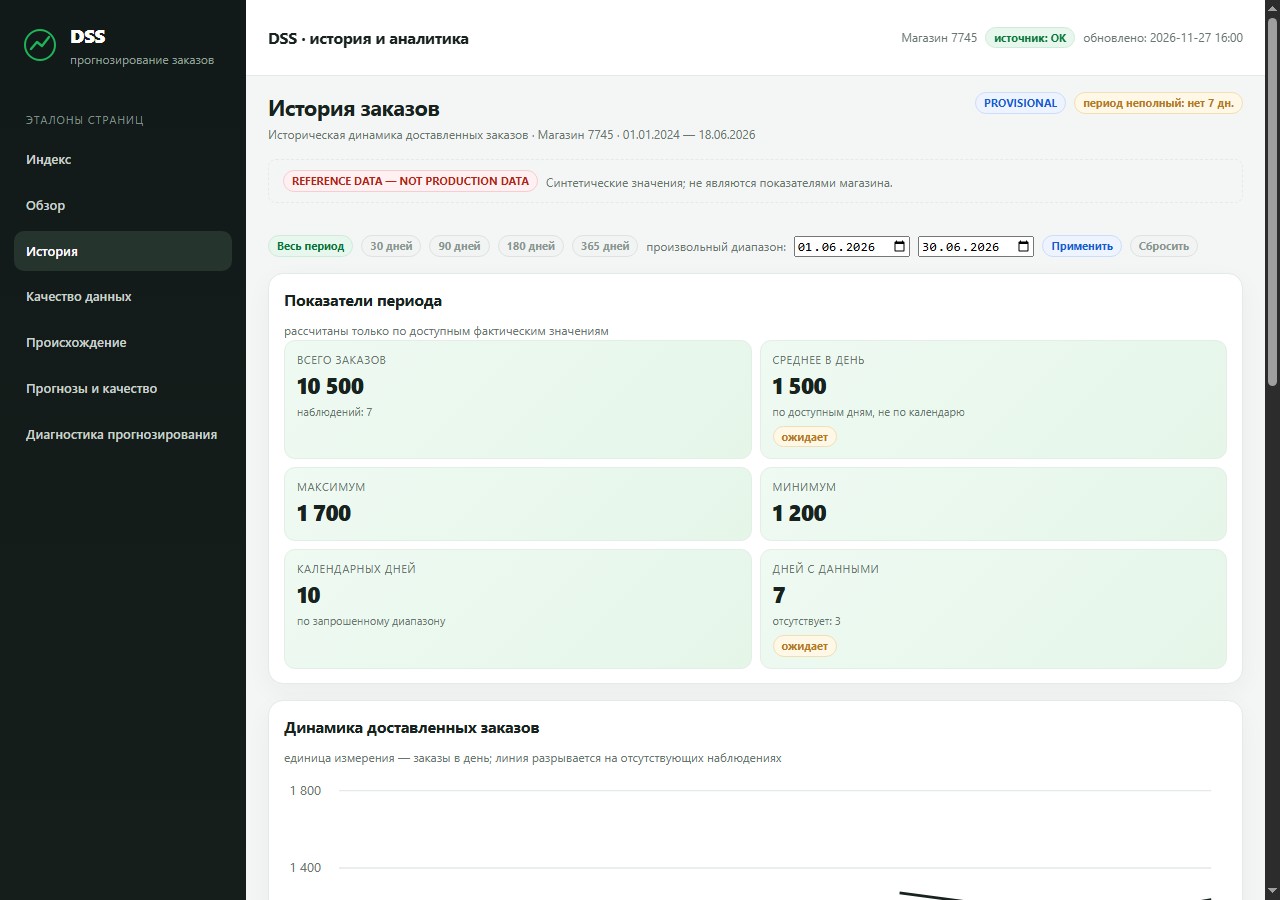 DSS
прогнозирование заказов
ЭТАЛОНЫ СТРАНИЦ
Индекс
Обзор
История
Качество данных
Происхождение
Прогнозы и качество
Диагностика прогнозирования
DSS · история и аналитика
Магазин 7745 источник: OK обновлено: 2026-11-27 16:00
История заказов
PROVISIONAL период неполный: нет 7 дн.
Историческая динамика доставленных заказов · Магазин 7745 · 01.01.2024 — 18.06.2026
REFERENCE DATA — NOT PRODUCTION DATA Синтетические значения; не являются показателями магазина.
Весь период 30 дней 90 дней 180 дней 365 дней произвольный диапазон: 01.06.2026 30.06.2026 Применить Сбросить
Показатели периода
рассчитаны только по доступным фактическим значениям
ВСЕГО ЗАКАЗОВ
10 500
наблюдений: 7
СРЕДНЕЕ В ДЕНЬ
1 500
по доступным дням, не по календарю
ожидает
МАКСИМУМ
1 700
МИНИМУМ
1 200
КАЛЕНДАРНЫХ ДНЕЙ
10
по запрошенному диапазону
ДНЕЙ С ДАННЫМИ
7
отсутствует: 3
ожидает
Динамика доставленных заказов
единица измерения — заказы в день; линия разрывается на отсутствующих наблюдениях
1 800
1 400